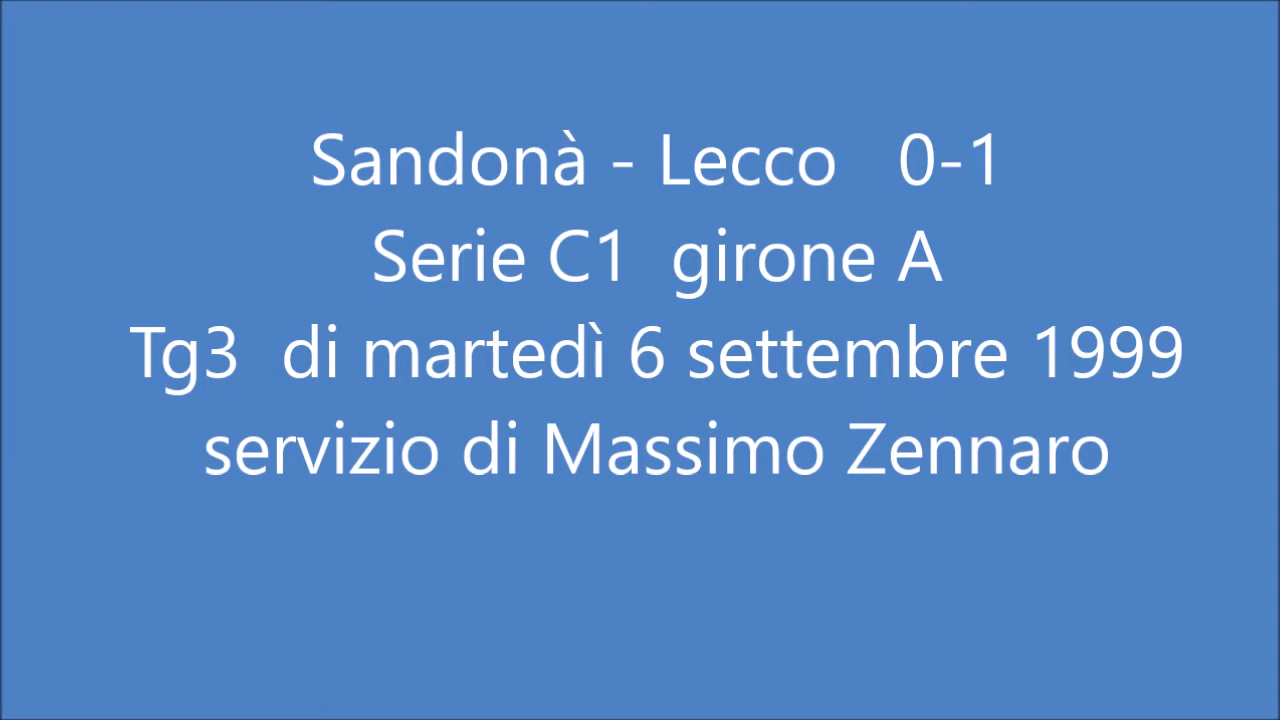 Sandonà - Lecco   0-1
Serie C1  girone A
Tg3  di martedì 6 settembre 1999
servizio di Massimo Zennaro